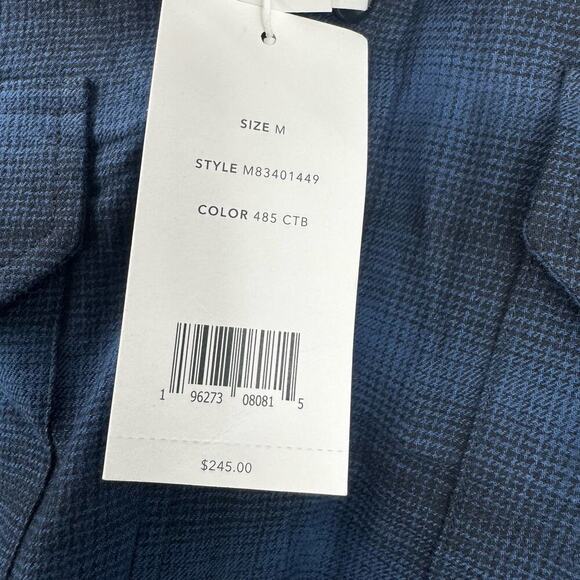 SIZE M
STYLE M83401449
COLOR 485 CTB
1 96273 08081 5
$245.00